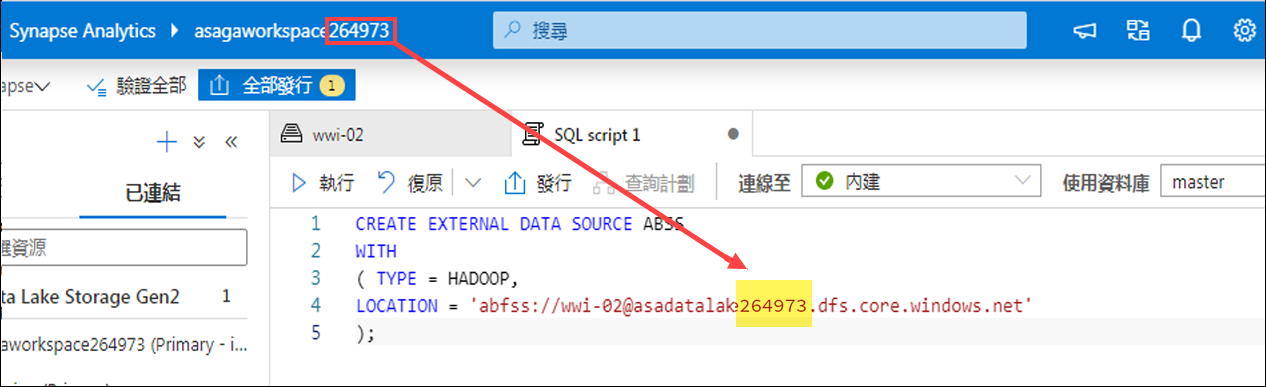 Synapse Analytics asagaworkspace264973 搜尋
apse 驗證全部 全部發行 1
wwi-02 SQL script 1
執行 復原 發行 查詢計劃 連線至 內建 使用資料庫 master
已連結
選資源
ta Lake Storage Gen2 1
aworkspace264973 (Primary - i...
1 CREATE EXTERNAL DATA SOURCE ABSS
2 WITH
3 ( TYPE = HADOOP,
4 LOCATION = 'abfss://wwi-02@asadatalake264973.dfs.core.windows.net'
5 );